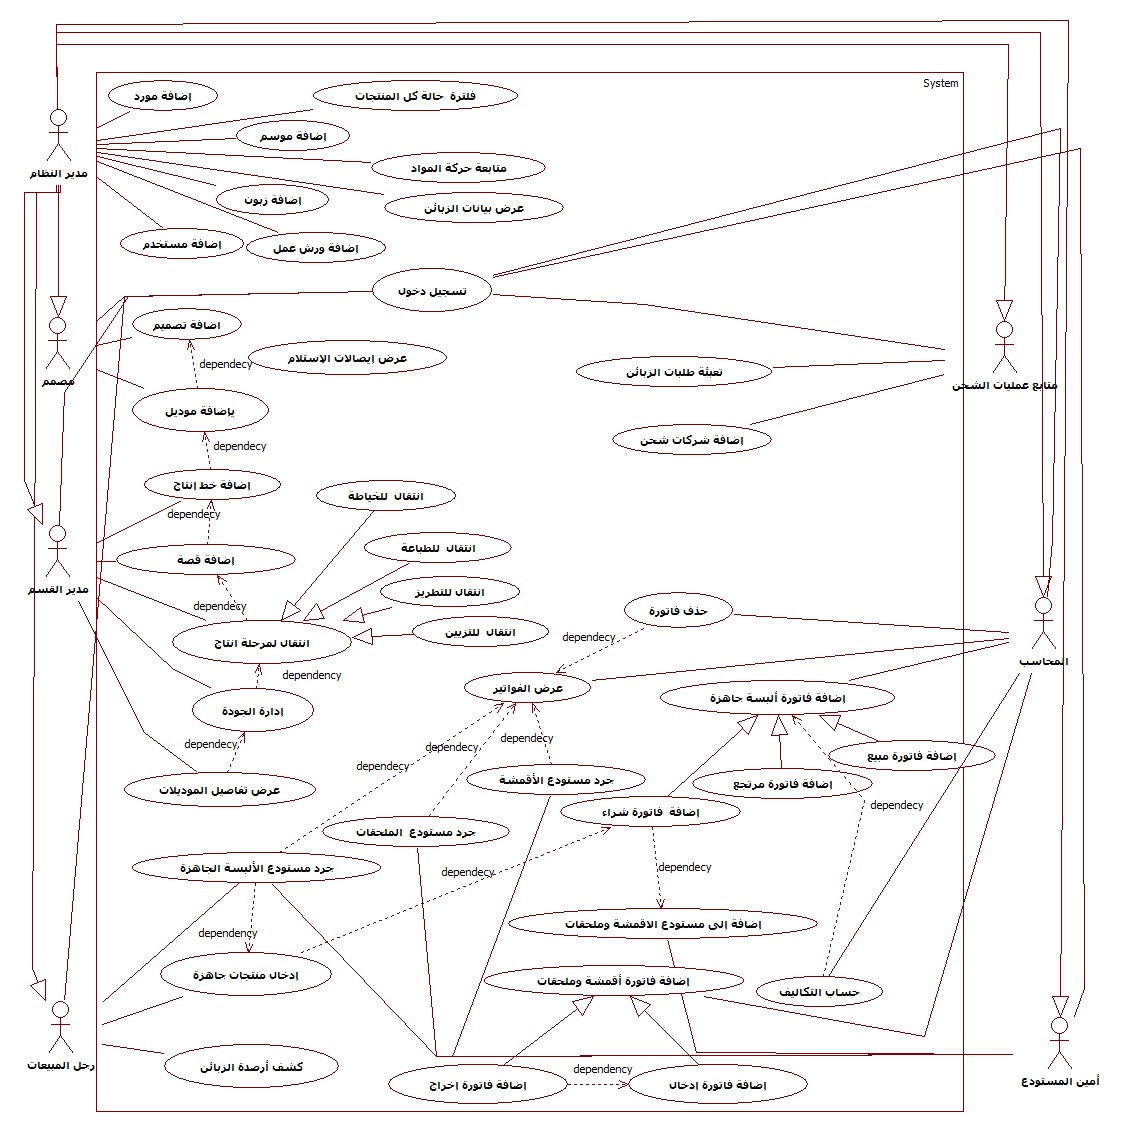 System
إضافة مورد
فلترة حالة كل المنتجات
إضافة موسم
متابعة حركة المواد
مدير النظام
إضافة زبون
عرض بيانات الزبائن
إضافة مستخدم
إضافة ورش عمل
تسجيل دخول
اضافة تصميم
عرض إيصالات الإستلام
dependecy
تعبئة طلبات الزبائن
مصمم
متابع عمليات الشحن
إضافة موديل
إضافة شركات شحن
dependecy
إضافة خط إنتاج
انتقال للخياطة
dependecy
انتقال للطباعة
إضافة قصة
مدير القسم
انتقال للتطريز
dependecy
حذف فاتورة
انتقال للتزيين
dependecy
انتقال لمرحلة انتاج
المحاسب
dependency
عرض الفواتير
إضافة فاتورة ألبسة جاهزة
إدارة الجودة
dependecy
dependecy
dependecy
إضافة فاتورة مبيع
dependecy
جرد مستودع الأقمشة
إضافة فاتورة مرتجع
عرض تفاصيل الموديلات
dependecy
إضافة فاتورة شراء
جرد مستودع الملحقات
جرد مستودع الألبسة الجاهزة
dependecy
dependecy
إضافة إلى مستودع الاقمشة وملحقات
dependency
إدخال منتجات جاهزة
إضافة فاتورة أقمشة وملحقات
حساب التكاليف
رجل المبيعات
كشف أرصدة الزبائن
dependency
إضافة فاتورة إخراج
إضافة فاتورة إدخال
أمين المستودع